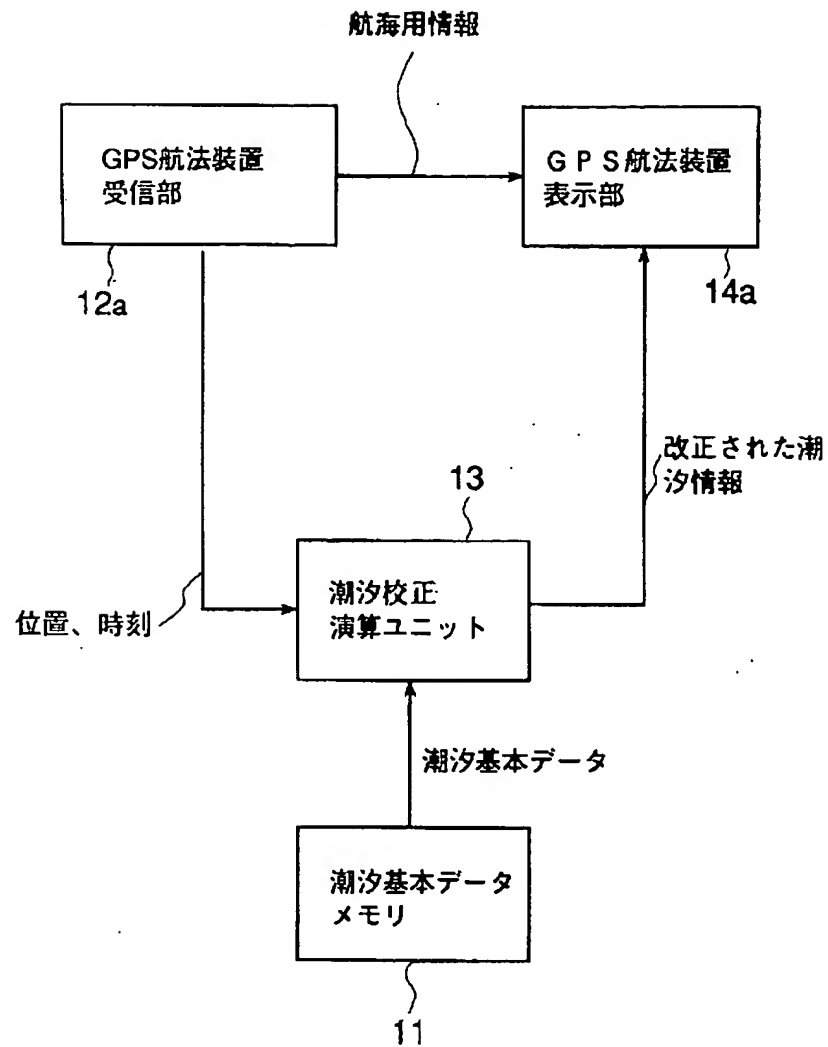 航海用情報
GPS航法装置
受信部
GPS航法装置
表示部
12a
14a
改正された潮
汐情報
13
潮汐校正
演算ユニット
位置、時刻
潮汐基本データ
潮汐基本データ
メモリ
11